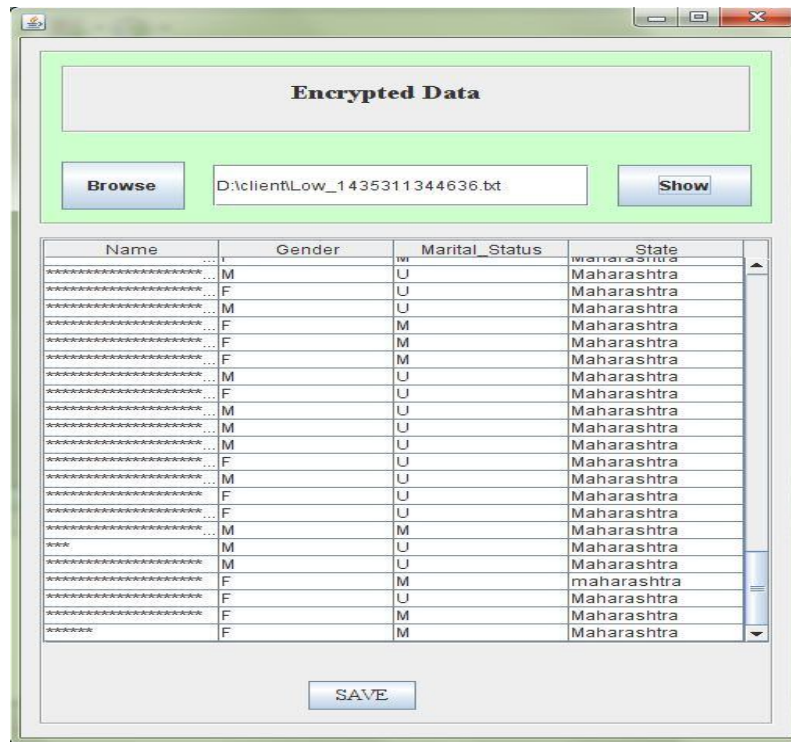 Encrypted Data
Browse D:\client\Low_1435311344636.txt Show
Name Gender Marital_Status State
... F M Maharashtra
********************... M U Maharashtra
********************... F U Maharashtra
********************... M U Maharashtra
********************... F M Maharashtra
********************... F M Maharashtra
********************... F M Maharashtra
********************... M U Maharashtra
********************... F U Maharashtra
********************... M U Maharashtra
********************... M U Maharashtra
********************... M U Maharashtra
********************... F U Maharashtra
********************... M U Maharashtra
******************** F U Maharashtra
********************... F U Maharashtra
********************... M M Maharashtra
*** M U Maharashtra
******************** M U Maharashtra
******************** F M maharashtra
******************** F U Maharashtra
******************** F M Maharashtra
****** F M Maharashtra
SAVE